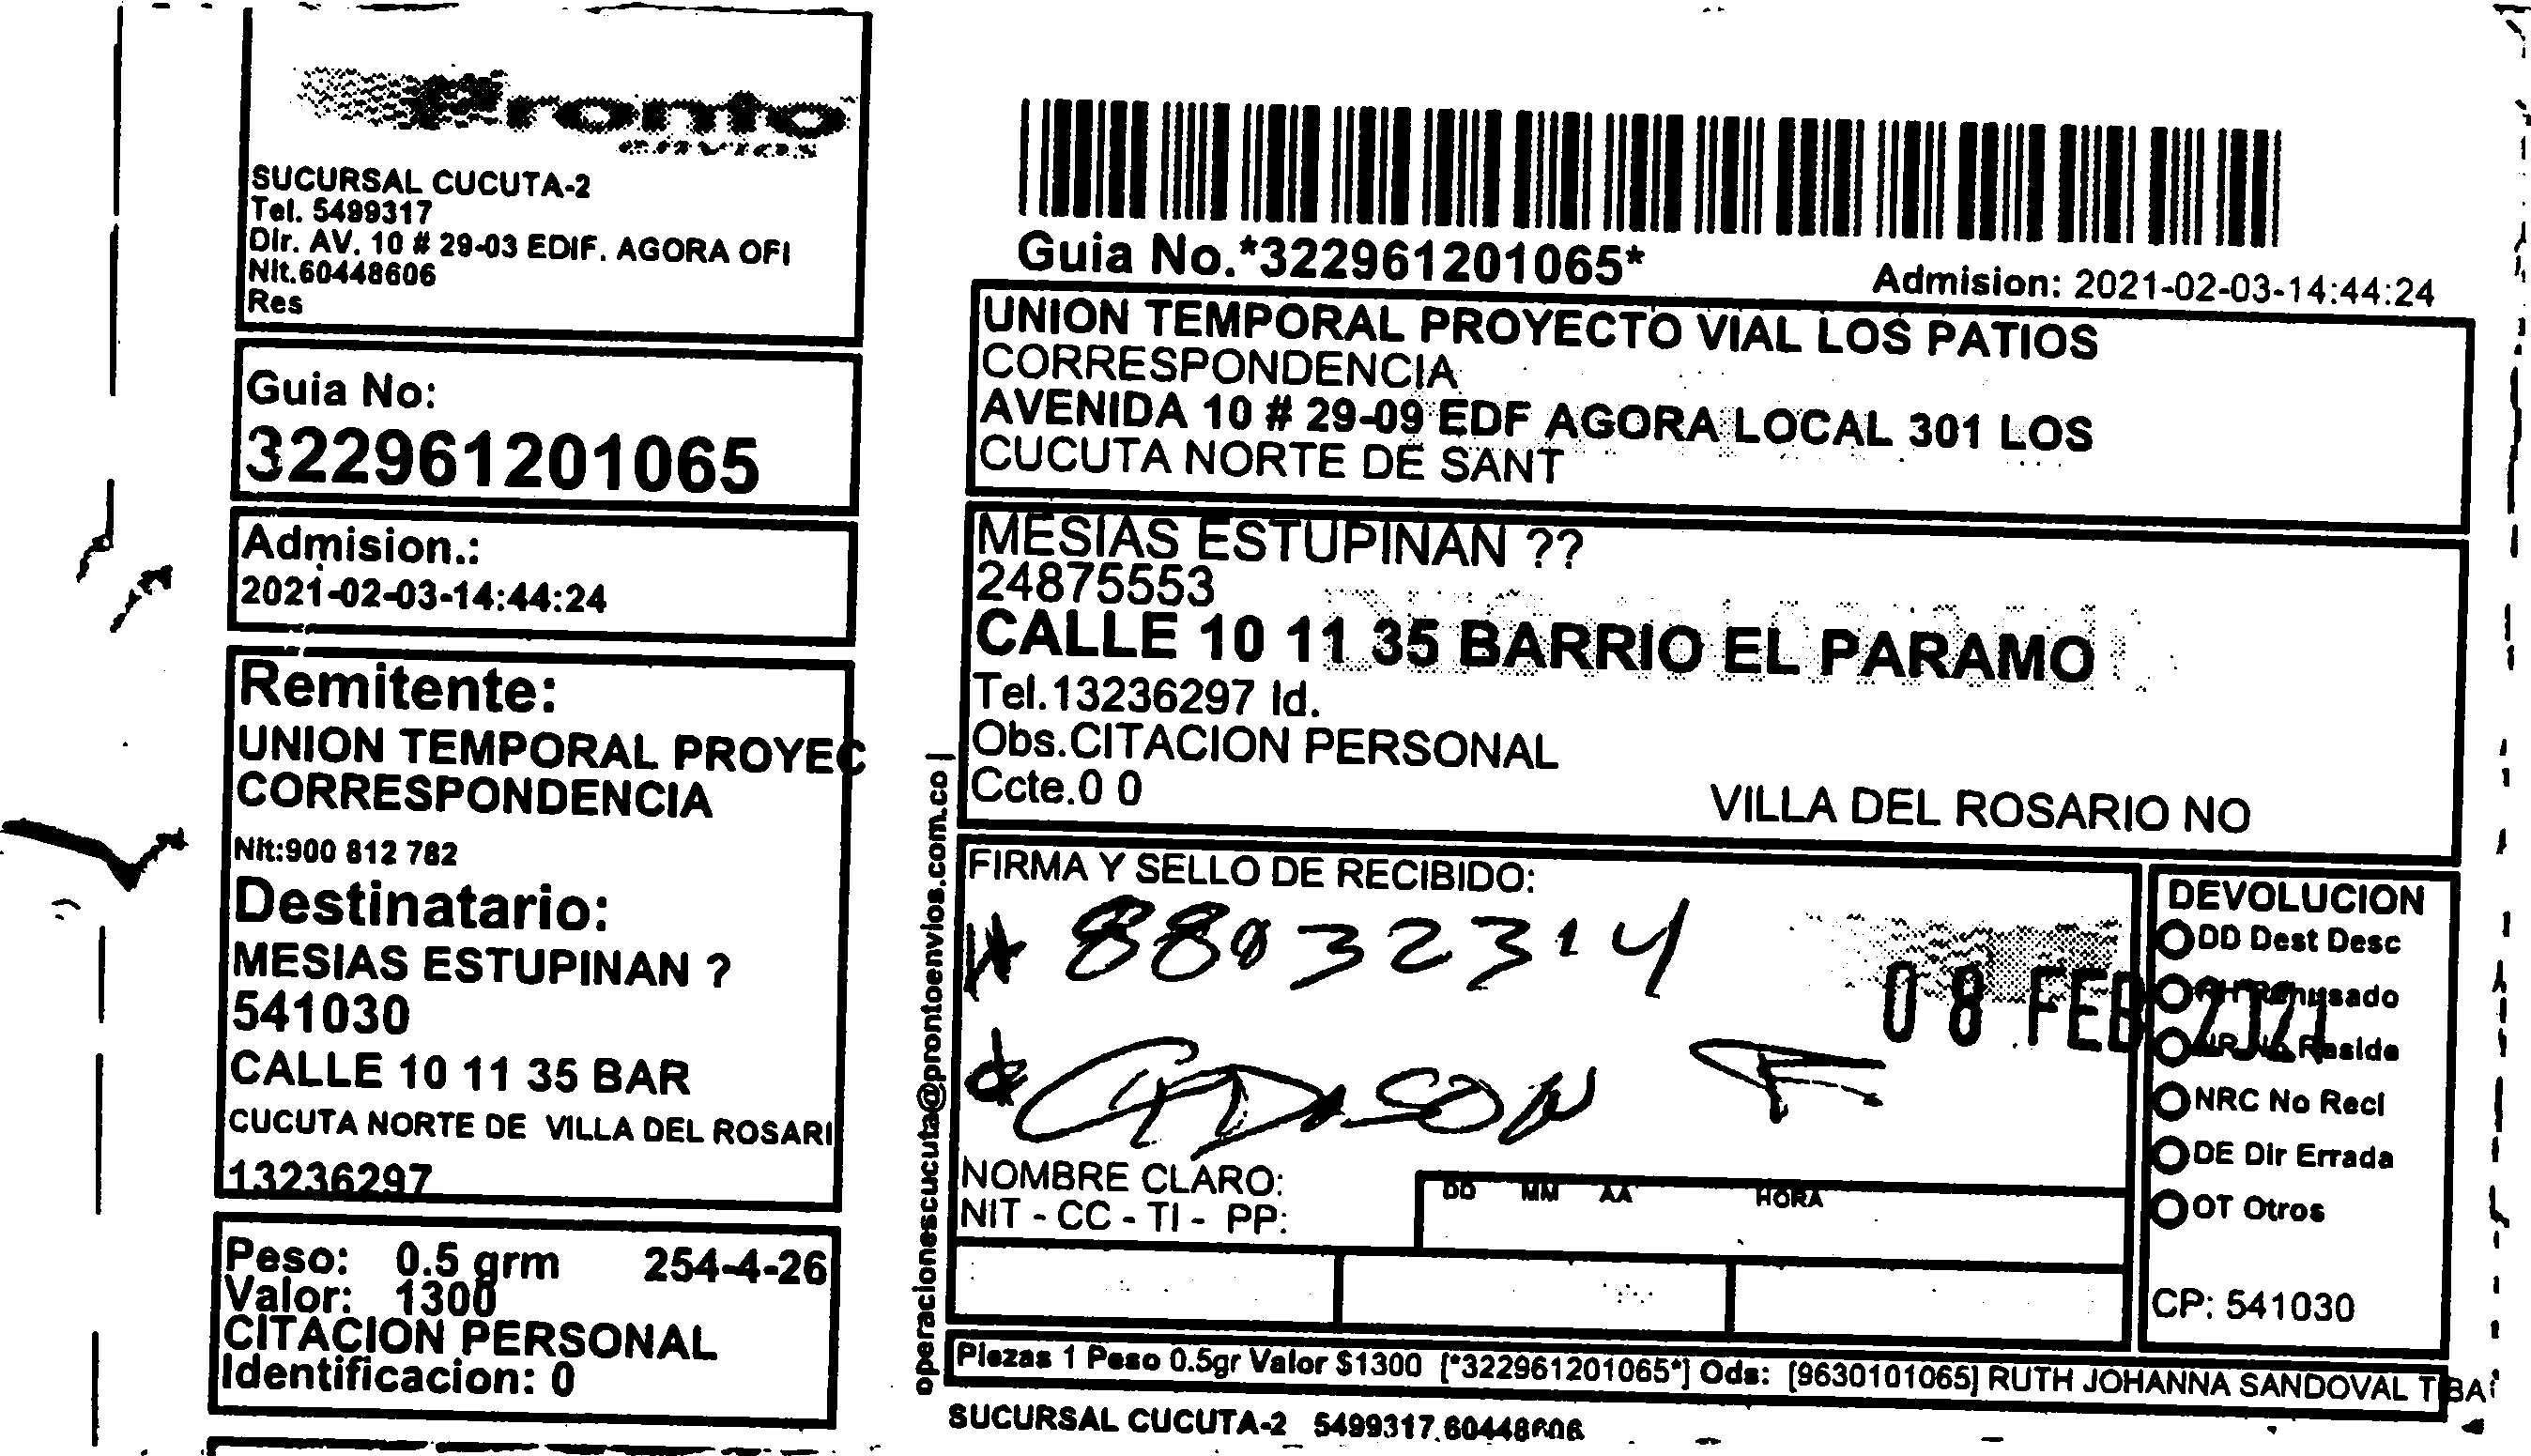 Pronto
envios
SUCURSAL CUCUTA-2
Tel. 5499317
Dir. AV. 10 # 29-03 EDIF. AGORA OFI
Nit.60448606
Res
Guia No:
322961201065
Admision.:
2021-02-03-14:44:24
Remitente:
UNION TEMPORAL PROYEC
CORRESPONDENCIA
Nit:900 812 782
Destinatario:
MESIAS ESTUPINAN ?
541030
CALLE 10 11 35 BAR
CUCUTA NORTE DE VILLA DEL ROSARI
13236297
Peso: 0.5 grm 254-4-26
Valor: 1300
CITACION PERSONAL
Identificacion: 0
operacionescucuta@prontoenvios.com.co |
Guia No.*322961201065*
Admision: 2021-02-03-14:44:24
UNION TEMPORAL PROYECTO VIAL LOS PATIOS
CORRESPONDENCIA
AVENIDA 10 # 29-09 EDF AGORA LOCAL 301 LOS
CUCUTA NORTE DE SANT
MESIAS ESTUPINAN ??
24875553
CALLE 10 11 35 BARRIO EL PARAMO
Tel.13236297 Id.
Obs.CITACION PERSONAL
Ccte.0 0
VILLA DEL ROSARIO NO
FIRMA Y SELLO DE RECIBIDO:
08 FEB 2021
NOMBRE CLARO:
NIT - CC - TI - PP:
DD MM AA HORA
DEVOLUCION
DD Dest Desc
NRC No Reci
DE Dir Errada
OT Otros
CP: 541030
Piezas 1 Peso 0.5gr Valor $1300 [*322961201065*] Ods: [9630101065] RUTH JOHANNA SANDOVAL TIBA
SUCURSAL CUCUTA-2 5499317.60448606